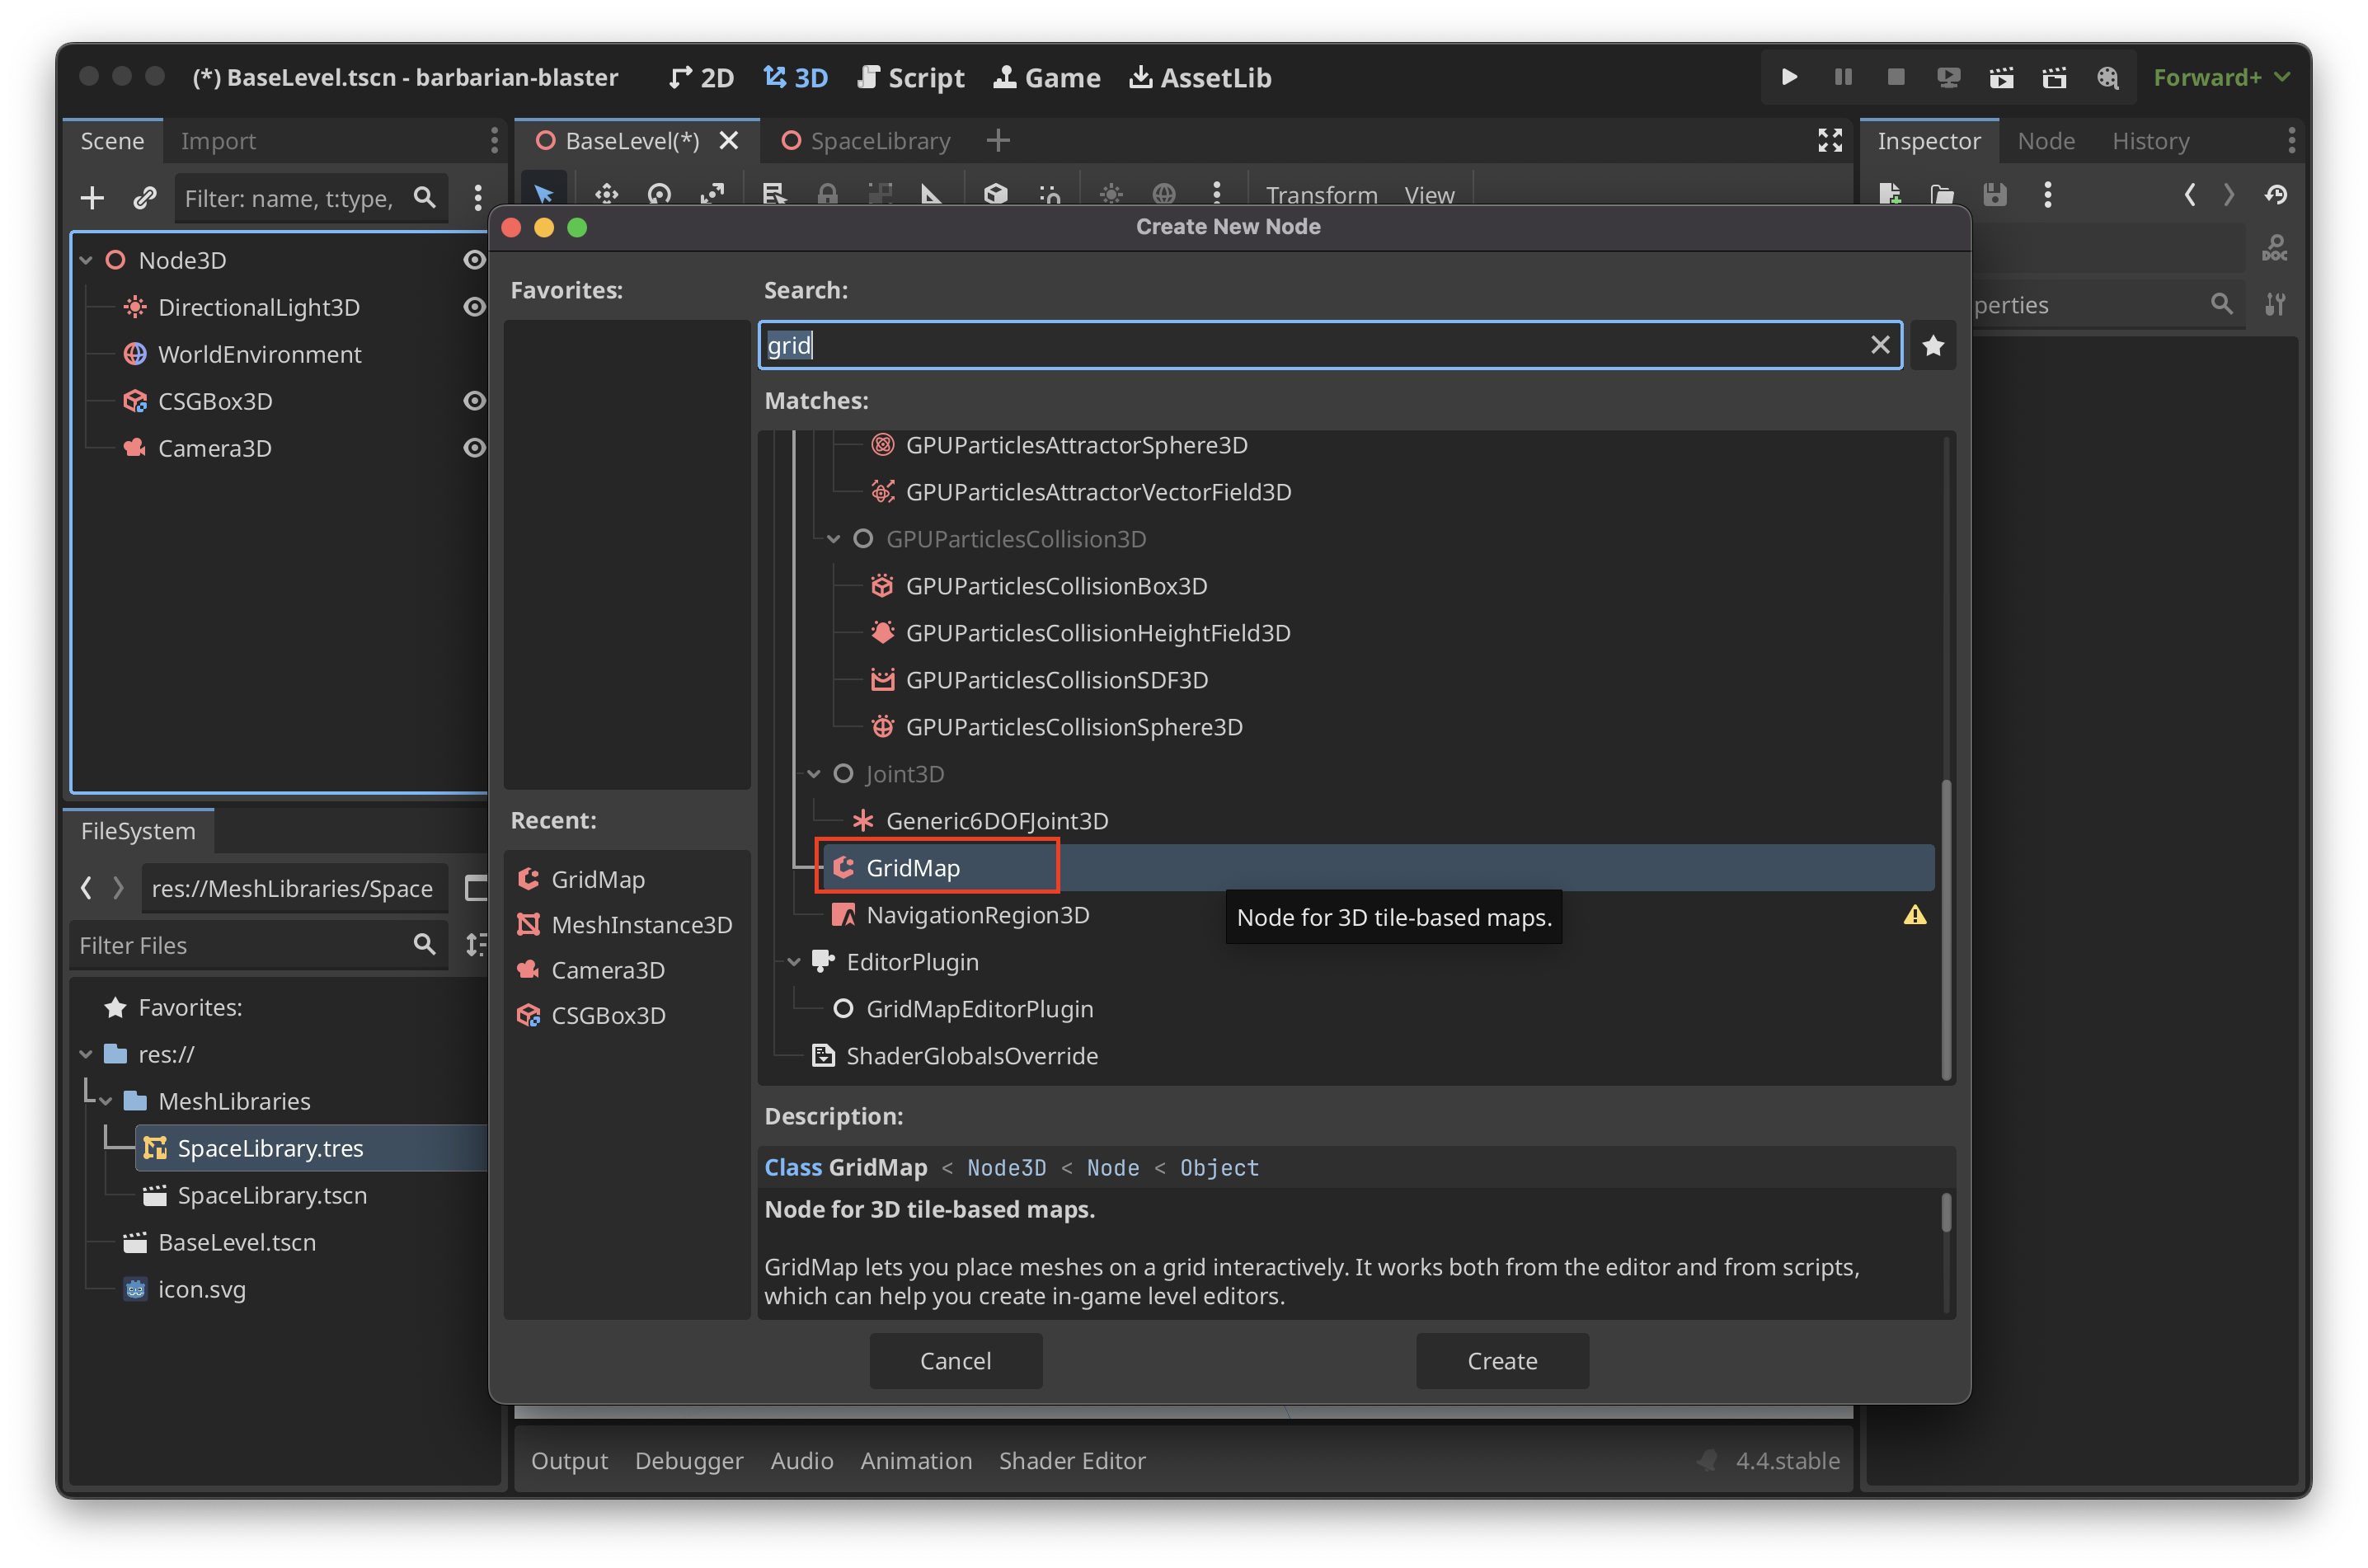 (*) BaseLevel.tscn - barbarian-blaster
2D
3D
Script
Game
AssetLib
Forward+
Scene
Import
BaseLevel(*)
SpaceLibrary
Inspector
Node
History
Filter: name, t:type,
Transform
View
Create New Node
Node3D
DirectionalLight3D
WorldEnvironment
CSGBox3D
Camera3D
DOC
perties
Favorites:
Search:
grid
Matches:
GPUParticlesAttractorSphere3D
GPUParticlesAttractorVectorField3D
GPUParticlesCollision3D
GPUParticlesCollisionBox3D
GPUParticlesCollisionHeightField3D
GPUParticlesCollisionSDF3D
GPUParticlesCollisionSphere3D
Joint3D
Generic6DOFJoint3D
GridMap
NavigationRegion3D
Node for 3D tile-based maps.
EditorPlugin
GridMapEditorPlugin
ShaderGlobalsOverride
Recent:
GridMap
MeshInstance3D
Camera3D
CSGBox3D
Description:
Class GridMap < Node3D < Node < Object
Node for 3D tile-based maps.
GridMap lets you place meshes on a grid interactively. It works both from the editor and from scripts,
which can help you create in-game level editors.
Cancel
Create
FileSystem
res://MeshLibraries/Space
Filter Files
Favorites:
res://
MeshLibraries
SpaceLibrary.tres
SpaceLibrary.tscn
BaseLevel.tscn
icon.svg
Output
Debugger
Audio
Animation
Shader Editor
4.4.stable